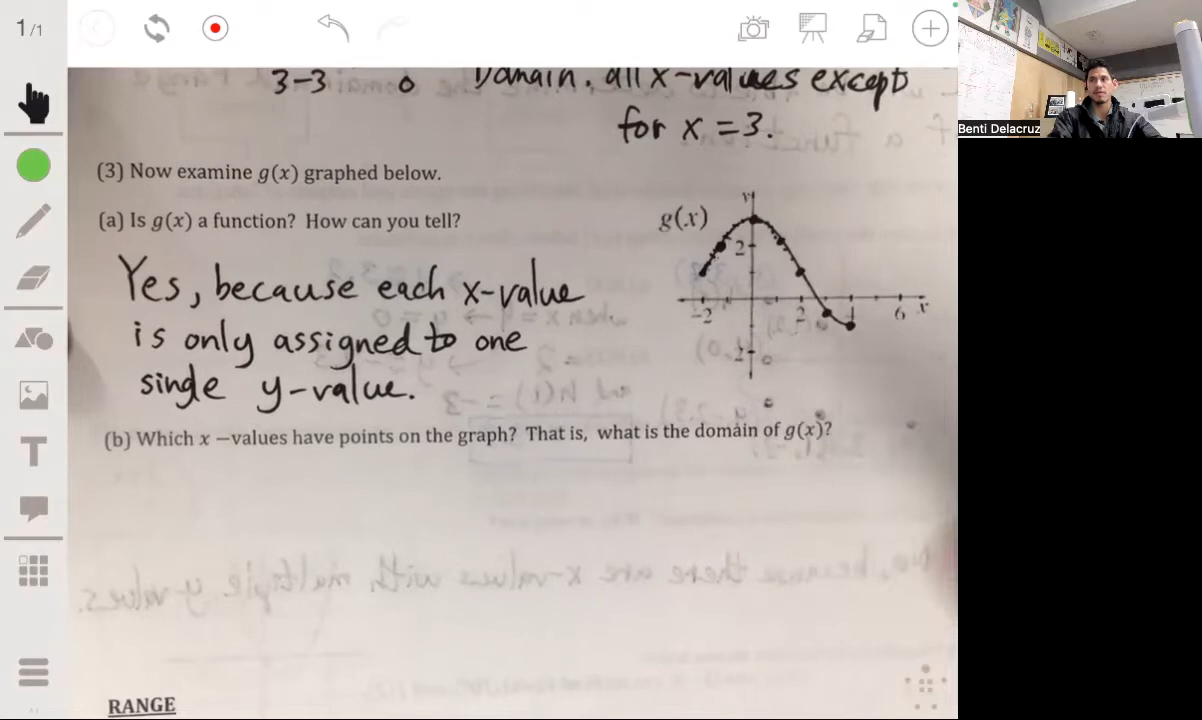 1/1
3-3 0 Domain: all x-values except
for x = 3.
Benti Delacruz
(3) Now examine g(x) graphed below.
(a) Is g(x) a function? How can you tell?
g(x)
y
2
-2
2
4
6
x
-2
Yes, because each x-value
is only assigned to one
single y-value.
(b) Which x –values have points on the graph? That is, what is the domain of g(x)?
RANGE
T